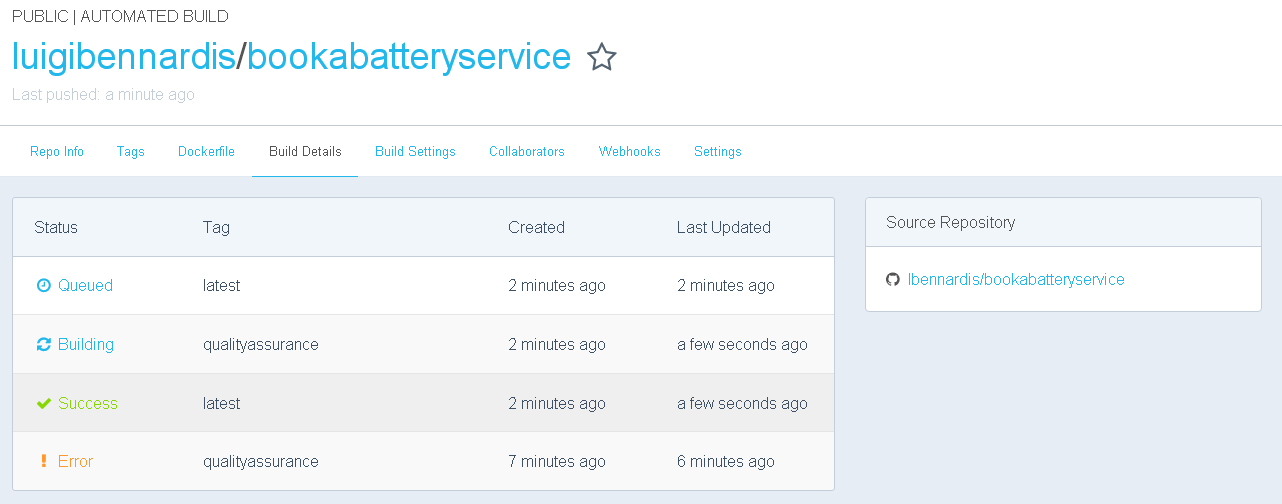 PUBLIC | AUTOMATED BUILD
luigibennardis/bookabatteryservice
Last pushed: a minute ago
Repo Info Tags Dockerfile Build Details Build Settings Collaborators Webhooks Settings
Status Tag Created Last Updated
Queued latest 2 minutes ago 2 minutes ago
Building qualityassurance 2 minutes ago a few seconds ago
Success latest 2 minutes ago a few seconds ago
Error qualityassurance 7 minutes ago 6 minutes ago
Source Repository
lbennardis/bookabatteryservice